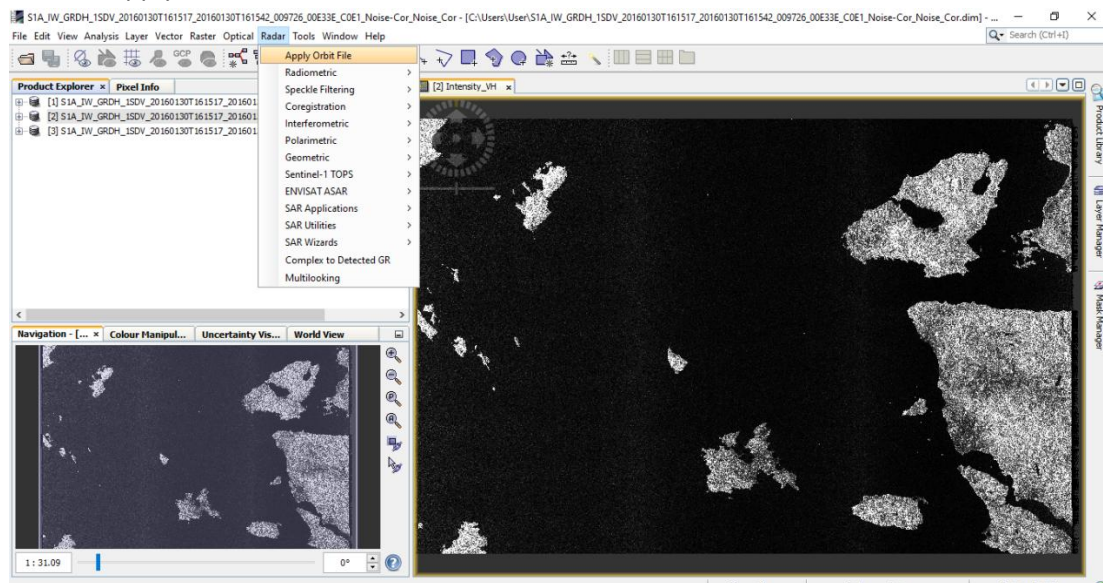 S1A_IW_GRDH_1SDV_20160130T161517_20160130T161542_009726_00E33E_C0E1_Noise-Cor_Noise_Cor - [C:\Users\User\S1A_IW_GRDH_1SDV_20160130T161517_20160130T161542_009726_00E33E_C0E1_Noise-Cor_Noise_Cor.dim] - ...
File Edit View Analysis Layer Vector Raster Optical Radar Tools Window Help
Search (Ctrl+I)
GCP
Apply Orbit File
Radiometric
Speckle Filtering
Coregistration
Interferometric
Polarimetric
Geometric
Sentinel-1 TOPS
ENVISAT ASAR
SAR Applications
SAR Utilities
SAR Wizards
Complex to Detected GR
Multilooking
Product Explorer Pixel Info
[1] S1A_IW_GRDH_1SDV_20160130T161517_201601
[2] S1A_IW_GRDH_1SDV_20160130T161517_201601
[3] S1A_IW_GRDH_1SDV_20160130T161517_201601
[2] Intensity_VH
Product Library
Layer Manager
Mask Manager
Navigation - [... Colour Manipul... Uncertainty Vis... World View
1 : 31.09
0°